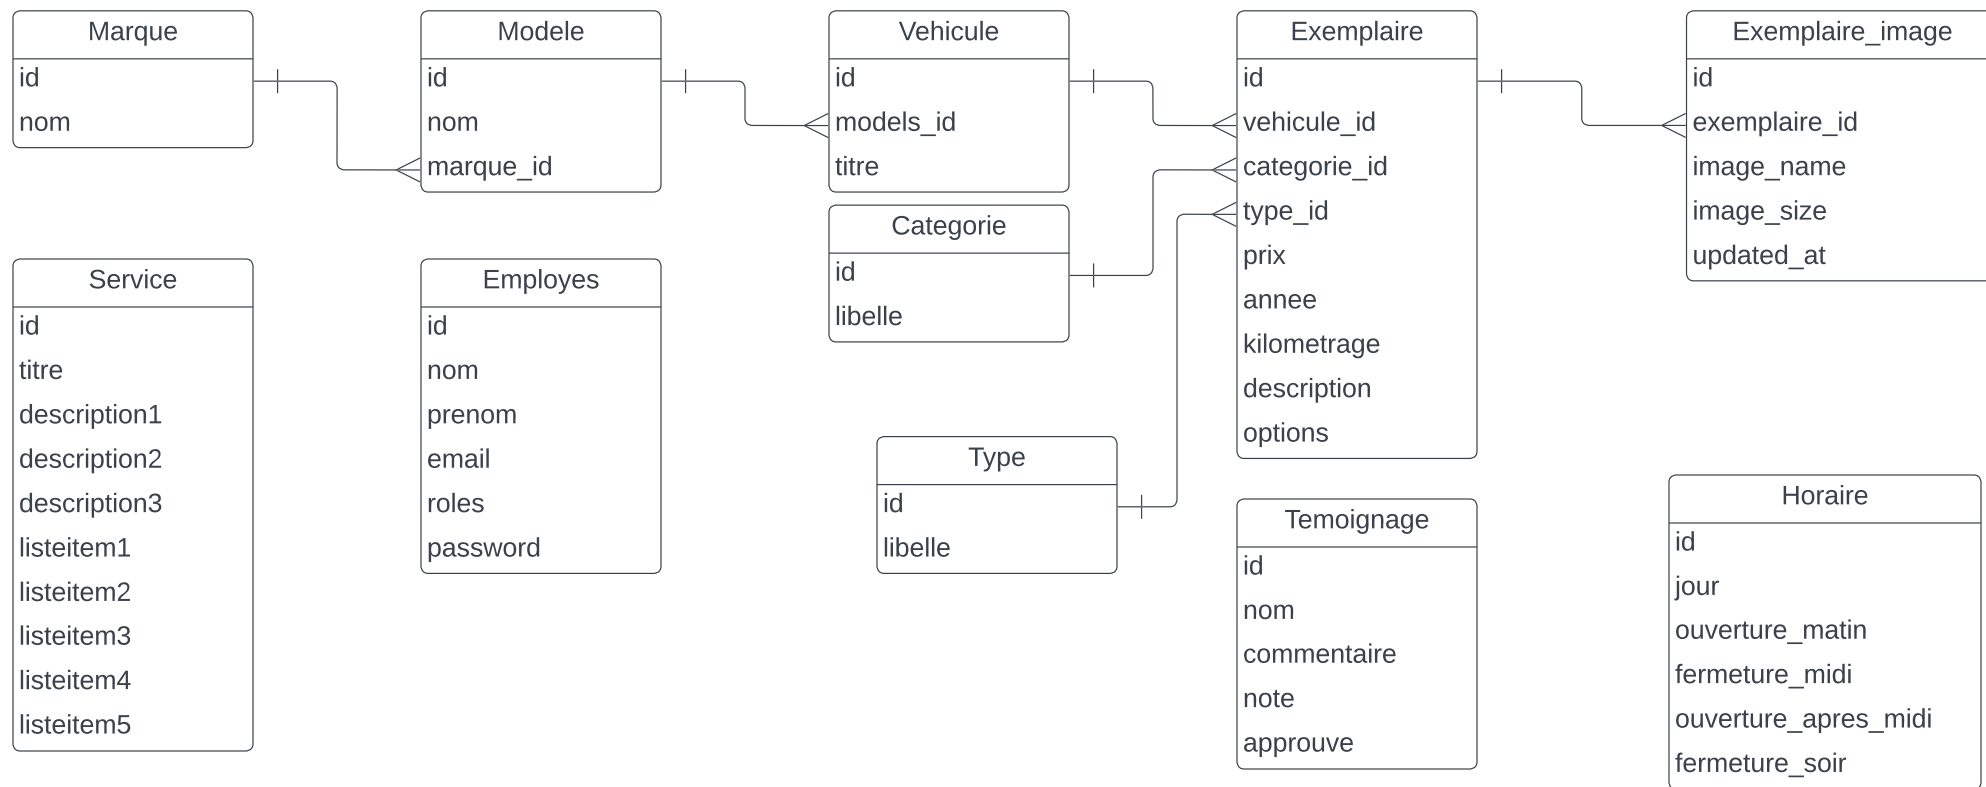 Marque
id
nom
Modele
id
nom
marque_id
Vehicule
id
models_id
titre
Exemplaire
id
vehicule_id
categorie_id
type_id
prix
annee
kilometrage
description
options
Exemplaire_image
id
exemplaire_id
image_name
image_size
updated_at
Categorie
id
libelle
Service
id
titre
description1
description2
description3
listeitem1
listeitem2
listeitem3
listeitem4
listeitem5
Employes
id
nom
prenom
email
roles
password
Type
id
libelle
Temoignage
id
nom
commentaire
note
approuve
Horaire
id
jour
ouverture_matin
fermeture_midi
ouverture_apres_midi
fermeture_soir